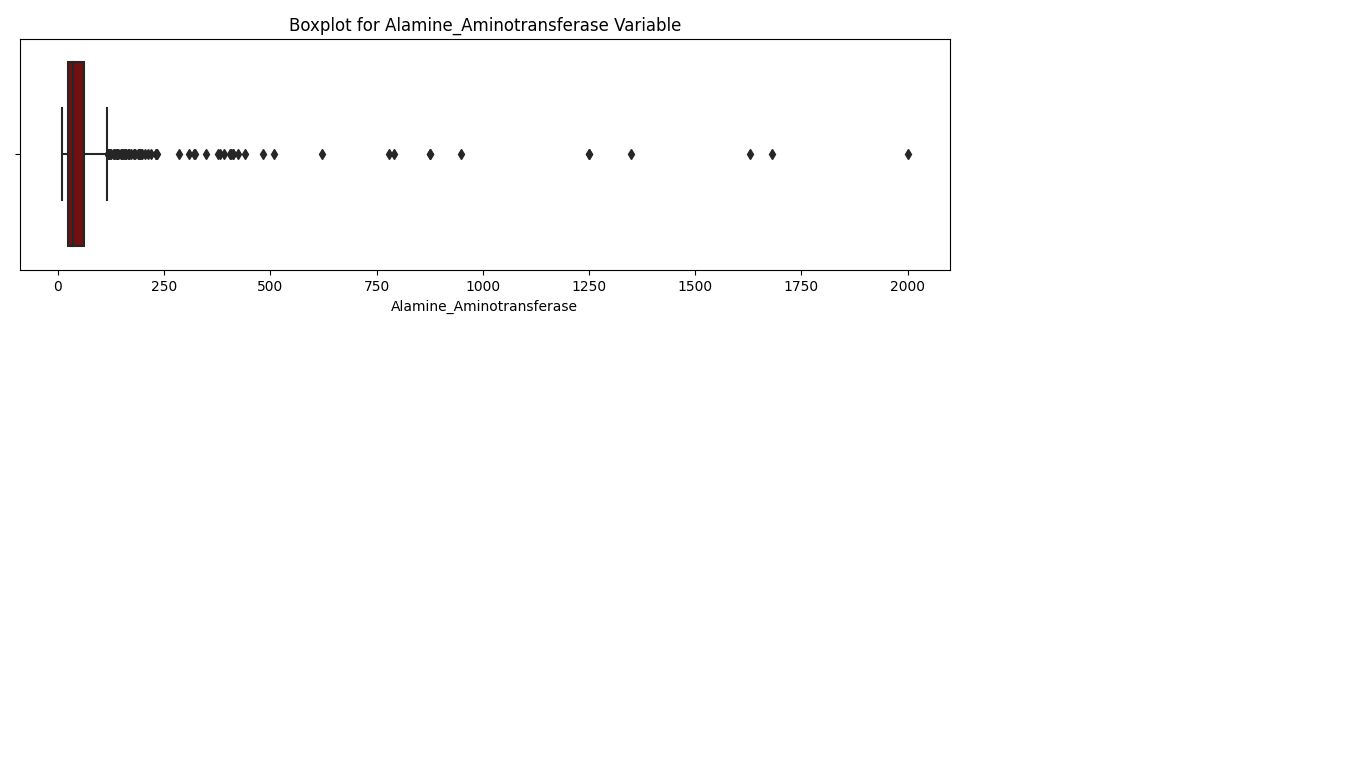 Boxplot for Alamine_Aminotransferase Variable
0 250 500 750 1000 1250 1500 1750 2000
Alamine_Aminotransferase